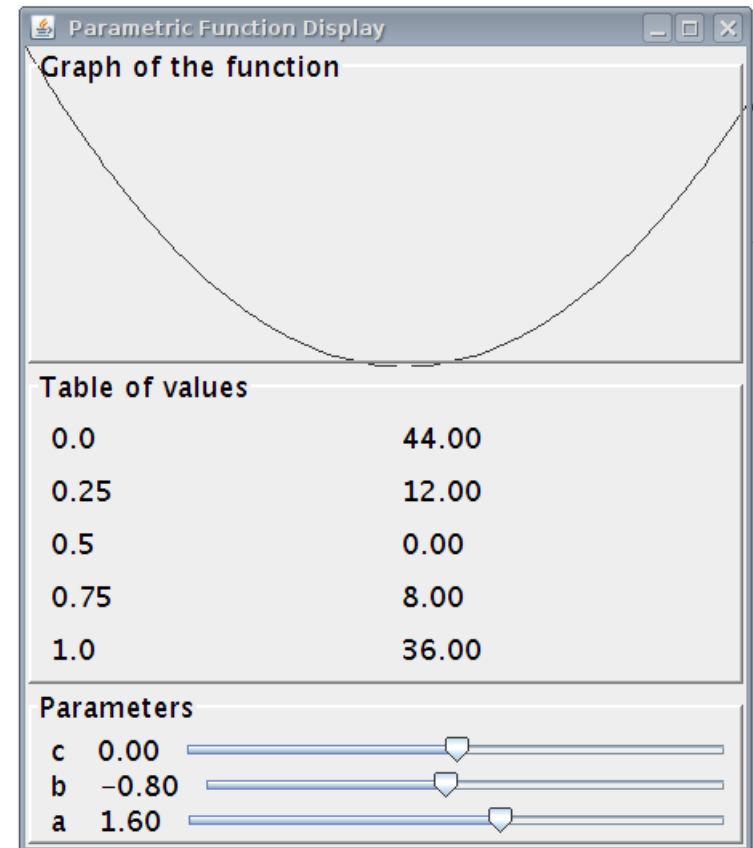 Parametric Function Display
Graph of the function
Table of values
0.0 44.00
0.25 12.00
0.5 0.00
0.75 8.00
1.0 36.00
Parameters
c 0.00
b -0.80
a 1.60